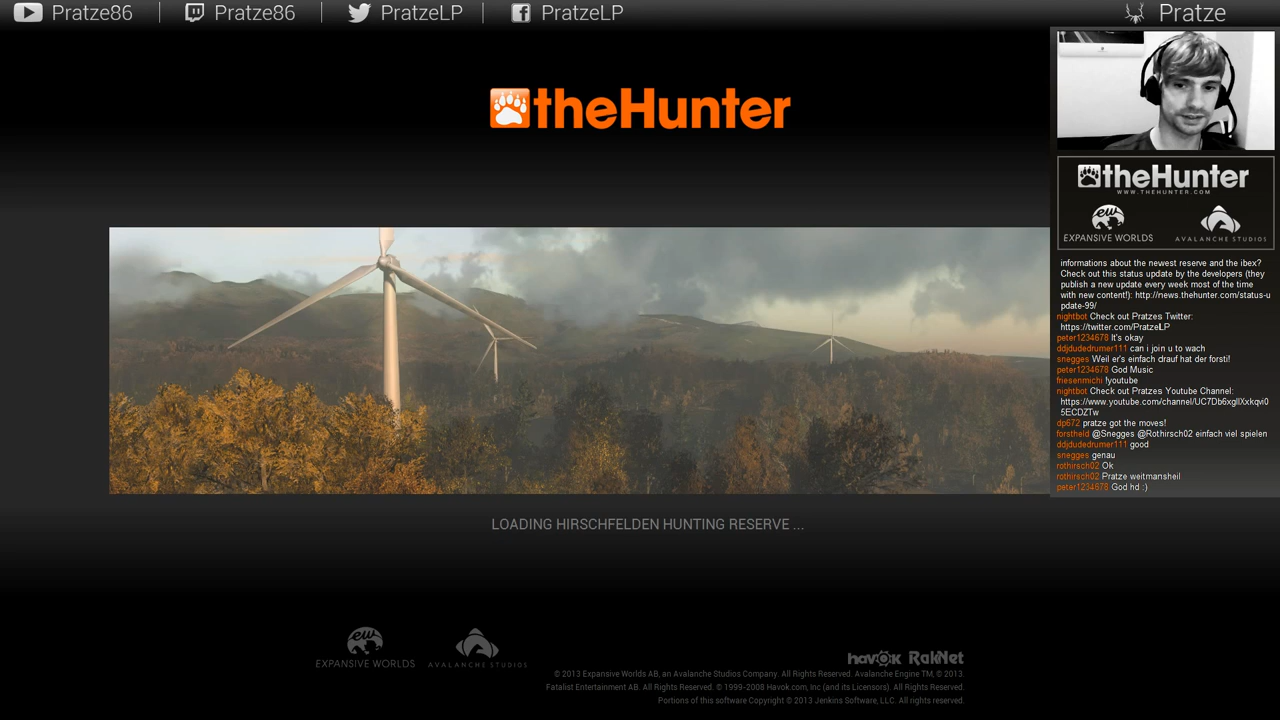 Pratze86
Pratze86
PratzeLP
PratzeLP
Pratze
theHunter
theHunter
WWW.THEHUNTER.COM
ew
EXPANSIVE WORLDS
AVALANCHE STUDIOS
informations about the newest reserve and the ibex?
Check out this status update by the developers (they
publish a new update every week most of the time
with new content!): http://news.thehunter.com/status-u
pdate-99/
nightbot Check out Pratzes Twitter:
https://twitter.com/PratzeLP
peter1234678 It's okay
ddjdudedrumer111 can i join u to wach
snegges Weil er's einfach drauf hat der forsti!
peter1234678 God Music
friesenmichi !youtube
nightbot Check out Pratzes Youtube Channel:
5ECDZTw
dp672 pratze got the moves!
forstheld @Snegges @Rothirsch02 einfach viel spielen
ddjdudedrumer111 good
snegges genau
rothirsch02 Ok
rothirsch02 Pratze weitmansheil
peter1234678 God hd :)
LOADING HIRSCHFELDEN HUNTING RESERVE ...
ew
EXPANSIVE WORLDS
AVALANCHE STUDIOS
havok RakNet
© 2013 Expansive Worlds AB, an Avalanche Studios Company. All Rights Reserved. Avalanche Engine TM, © 2013.
Fatalist Entertainment AB. All Rights Reserved. © 1999-2008 Havok.com, Inc (and its Licensors). All Rights Reserved.
Portions of this software Copyright © 2013 Jenkins Software, LLC. All rights reserved.